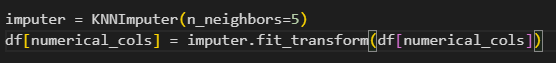 imputer = KNNImputer(n_neighbors=5)
df[numerical_cols] = imputer.fit_transform(df[numerical_cols])